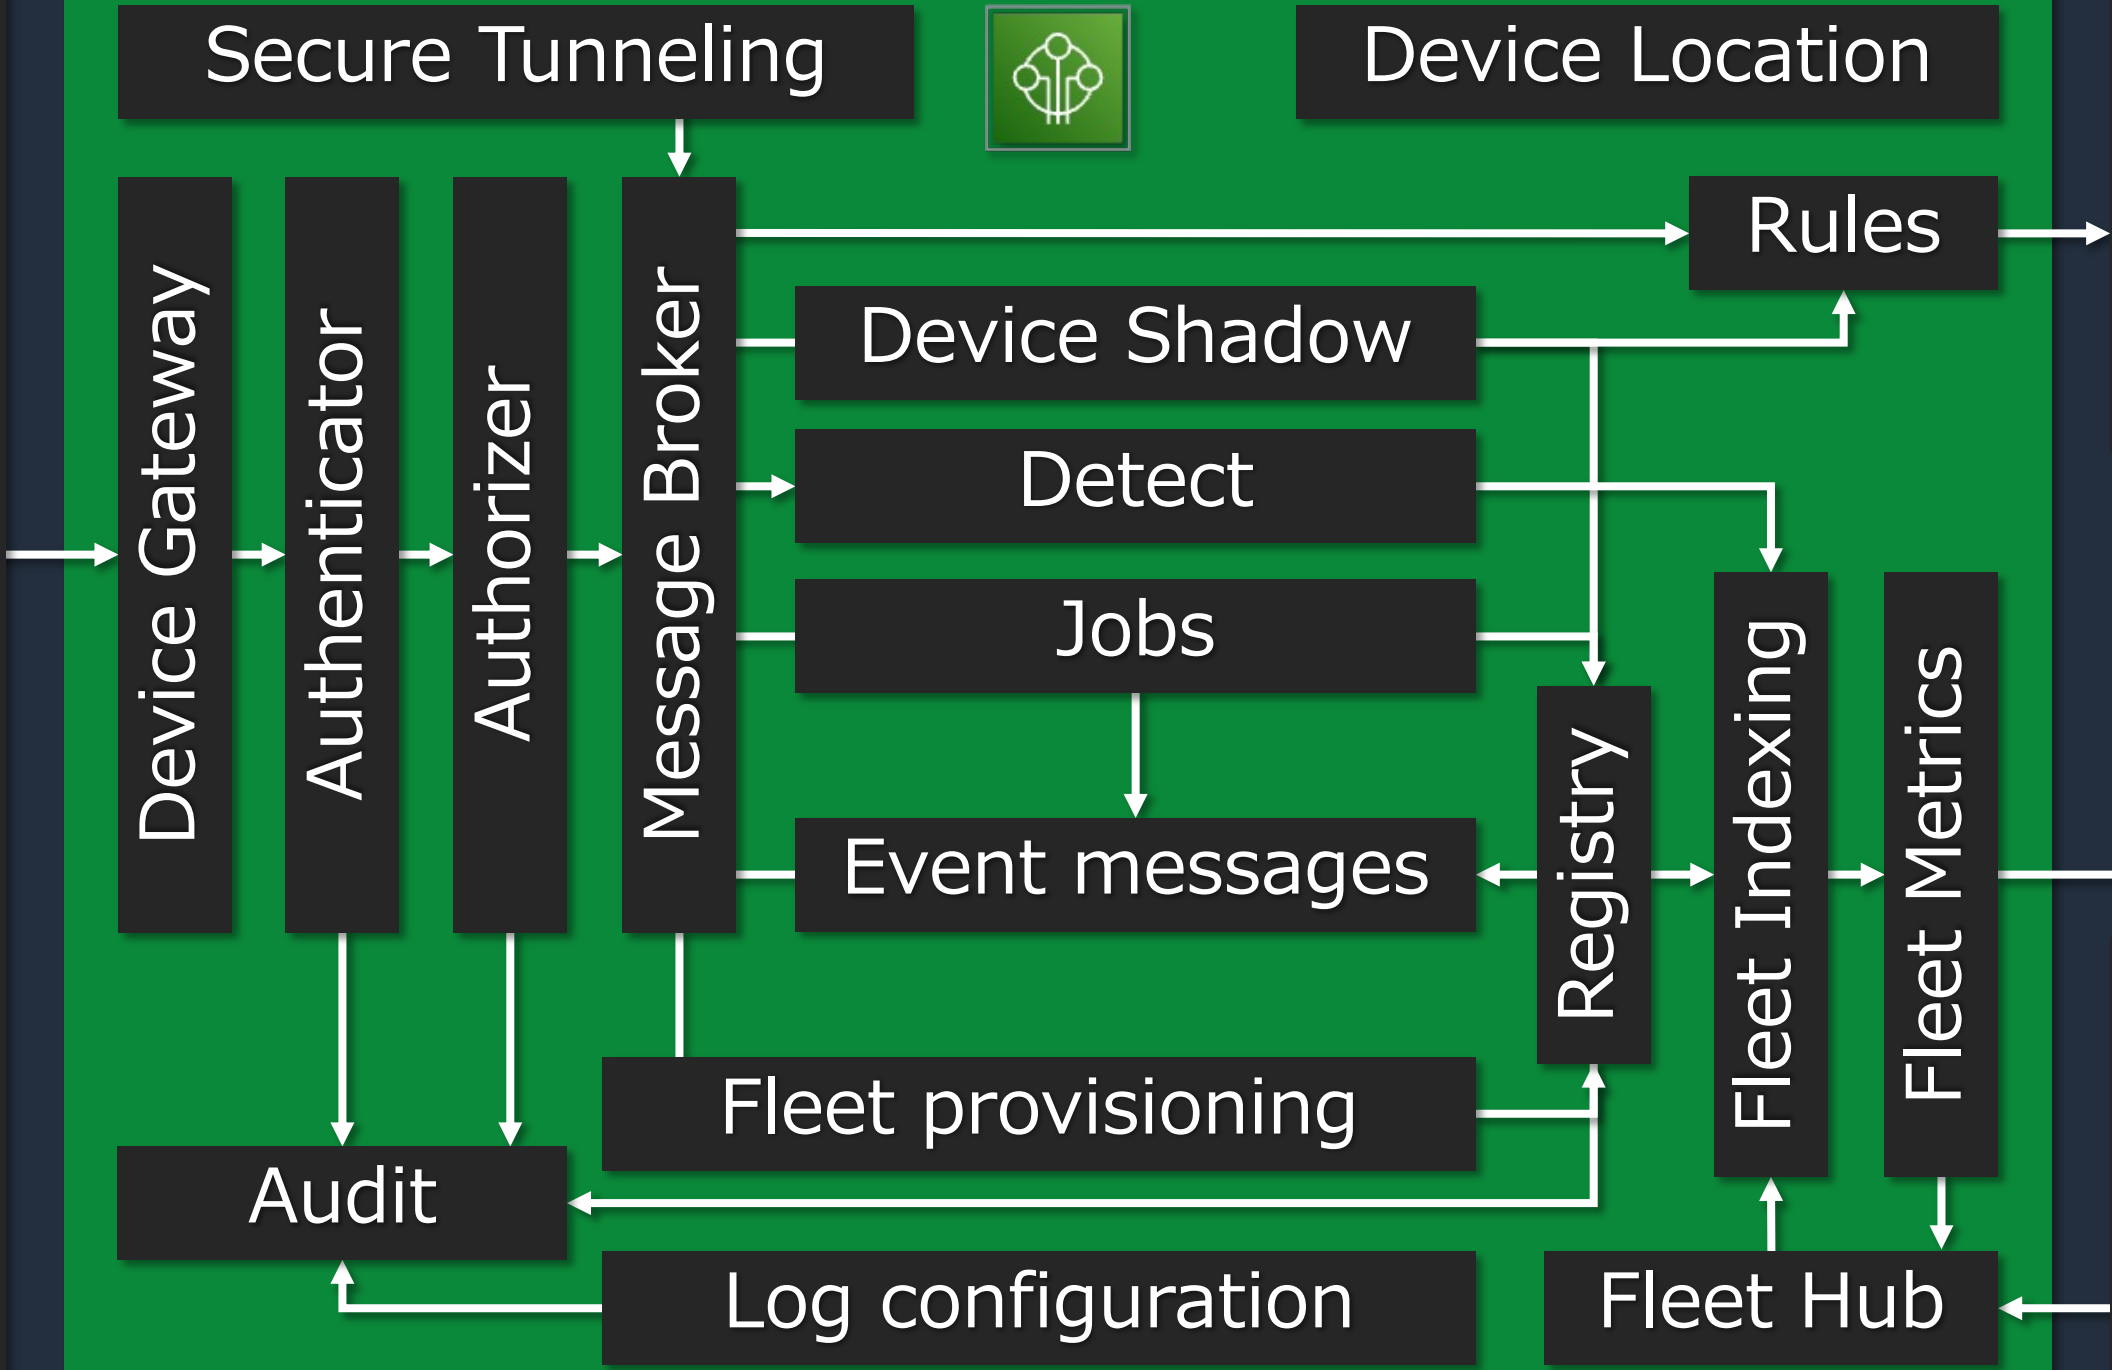 Secure Tunneling
Device Location
Device Gateway
Authenticator
Authorizer
Message Broker
Rules
Device Shadow
Detect
Jobs
Event messages
Registry
Fleet Indexing
Fleet Metrics
Fleet provisioning
Audit
Log configuration
Fleet Hub